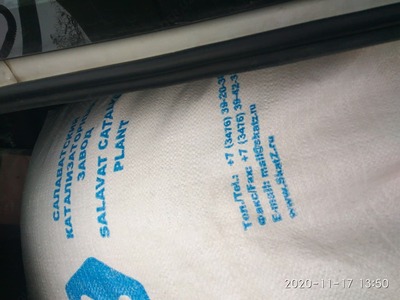 САЛАВАТСКИЙ
КАТАЛИЗАТОРНЫЙ
ЗАВОД
SALAVAT CATALYST
PLANT
Тел./Tel.: +7 (3476) 39-20-3
Факс/Fax: +7 (3476) 39-42-3
E-mail: mail@skatZ.ru
www.skatZ.ru
2020-11-17 13:50